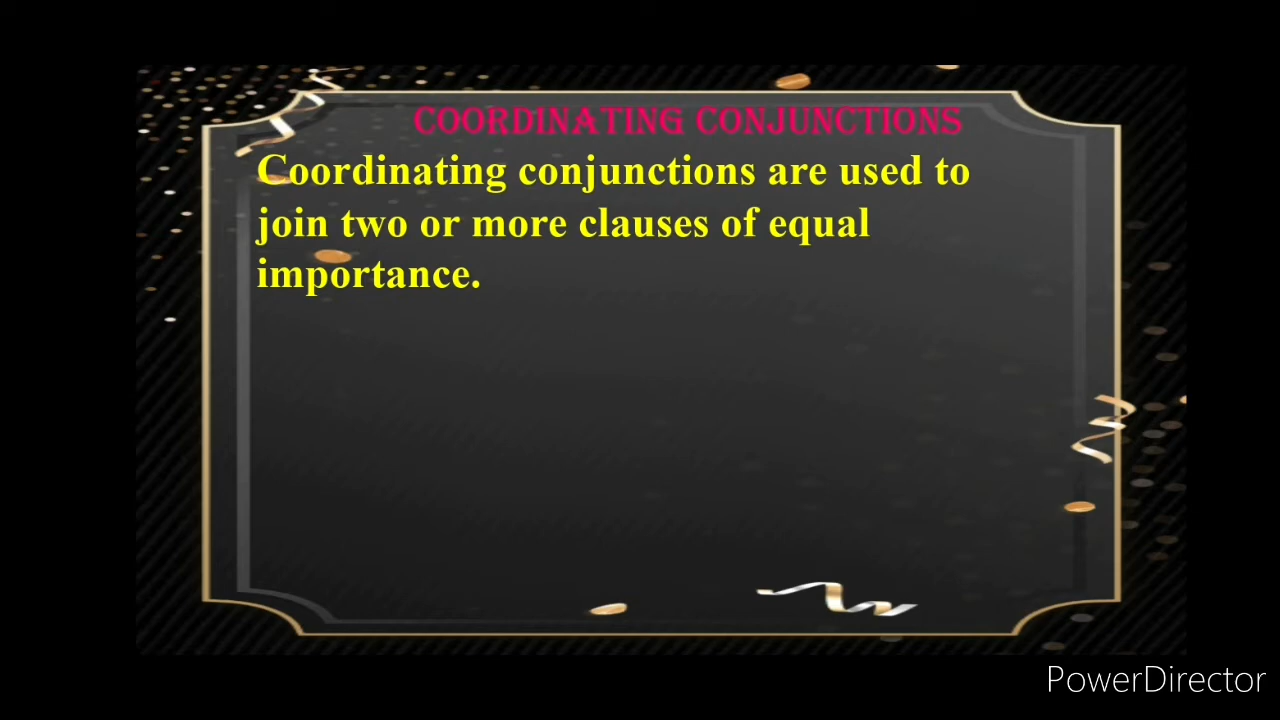 COORDINATING CONJUNCTIONS
Coordinating conjunctions are used to
join two or more clauses of equal
importance.
PowerDirector